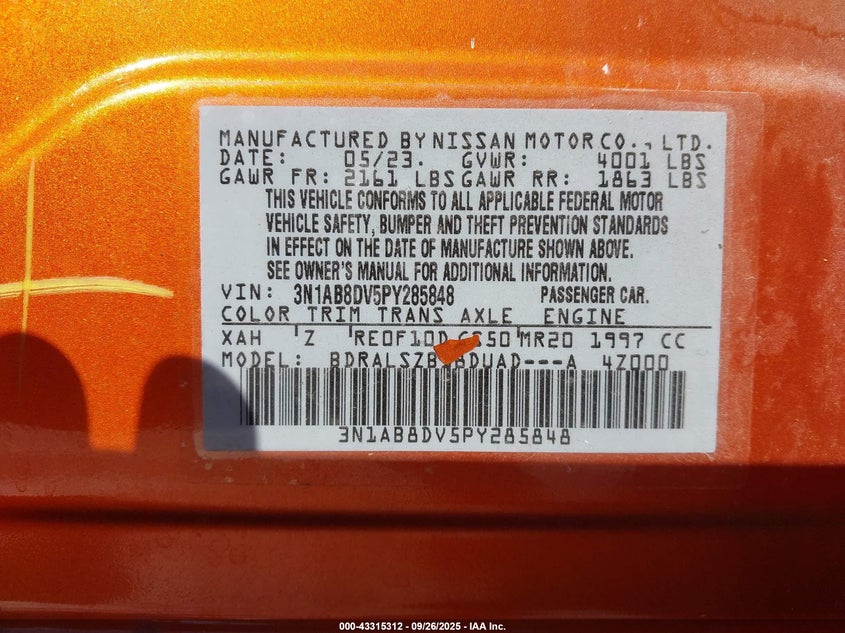 MANUFACTURED BY NISSAN MOTOR CO., LTD.
DATE: 05/23. GVWR: 4001 LBS
GAWR FR: 2161 LBS GAWR RR: 1863 LBS
THIS VEHICLE CONFORMS TO ALL APPLICABLE FEDERAL MOTOR
VEHICLE SAFETY, BUMPER AND THEFT PREVENTION STANDARDS
IN EFFECT ON THE DATE OF MANUFACTURE SHOWN ABOVE.
SEE OWNER'S MANUAL FOR ADDITIONAL INFORMATION.
VIN: 3N1AB8DV5PY285848 PASSENGER CAR.
COLOR TRIM TRANS AXLE ENGINE
XAH Z RE0F10D MR20 1997 CC
MODEL: 4Z000
3N1AB8DV5PY285848
000-43315312 - 09/26/2025 - IAA Inc.